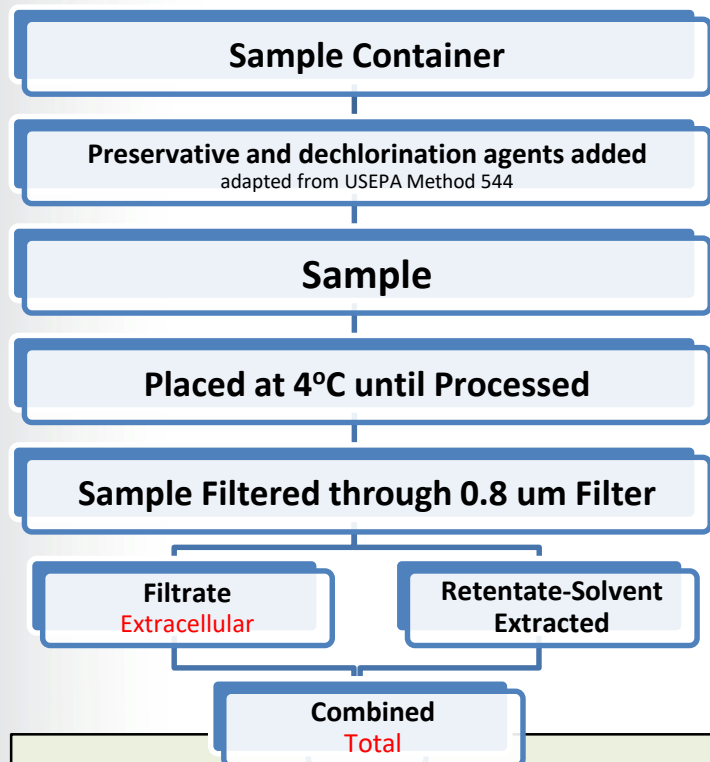 Sample Container
Preservative and dechlorination agents added
adapted from USEPA Method 544
Sample
Placed at 4ºC until Processed
Sample Filtered through 0.8 um Filter
Filtrate
Extracellular
Retentate-Solvent
Extracted
Combined
Total